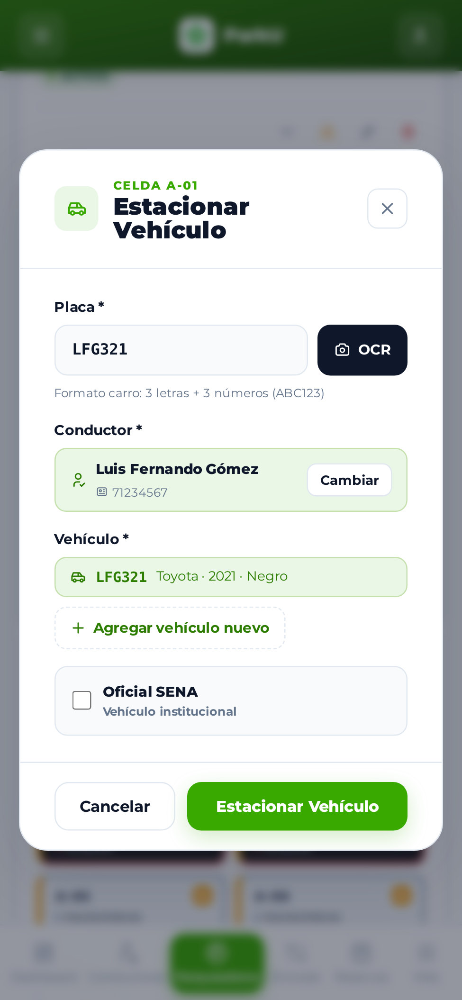 CELDA A-01
Estacionar
Vehículo
Placa *
LFG321
OCR
Formato carro: 3 letras + 3 números (ABC123)
Conductor *
Luis Fernando Gómez
71234567
Cambiar
Vehículo *
LFG321 Toyota · 2021 · Negro
+ Agregar vehículo nuevo
Oficial SENA
Vehículo institucional
Cancelar
Estacionar Vehículo